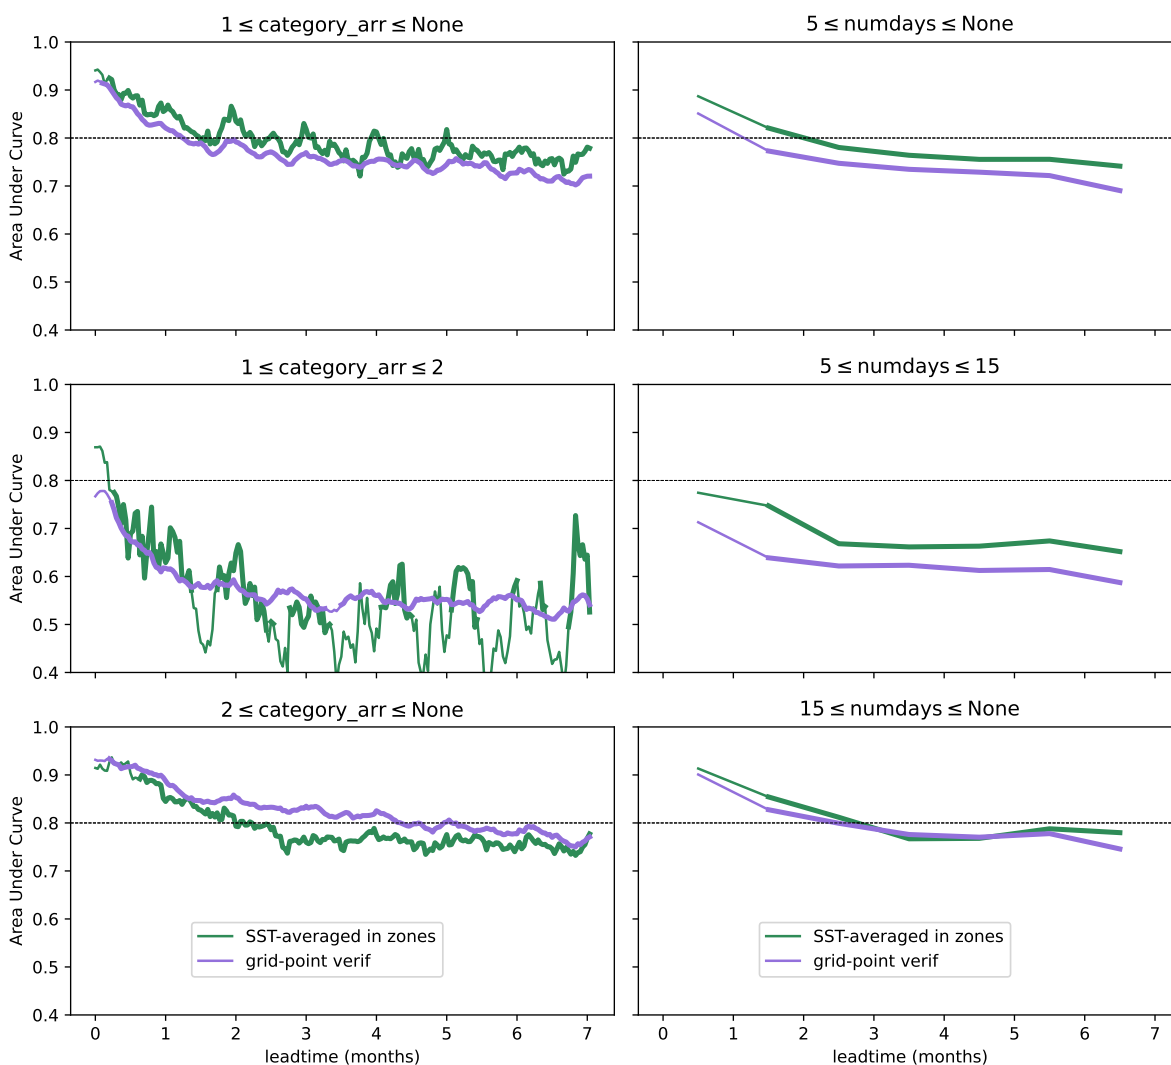 1 ≤ category_arr ≤ None
5 ≤ numdays ≤ None
1.0
0.9
0.8
0.7
0.6
0.5
0.4
Area Under Curve
1 ≤ category_arr ≤ 2
5 ≤ numdays ≤ 15
1.0
0.9
0.8
0.7
0.6
0.5
0.4
Area Under Curve
2 ≤ category_arr ≤ None
15 ≤ numdays ≤ None
1.0
0.9
0.8
0.7
0.6
0.5
0.4
Area Under Curve
SST-averaged in zones
grid-point verif
SST-averaged in zones
grid-point verif
0 1 2 3 4 5 6 7
0 1 2 3 4 5 6 7
leadtime (months)
leadtime (months)